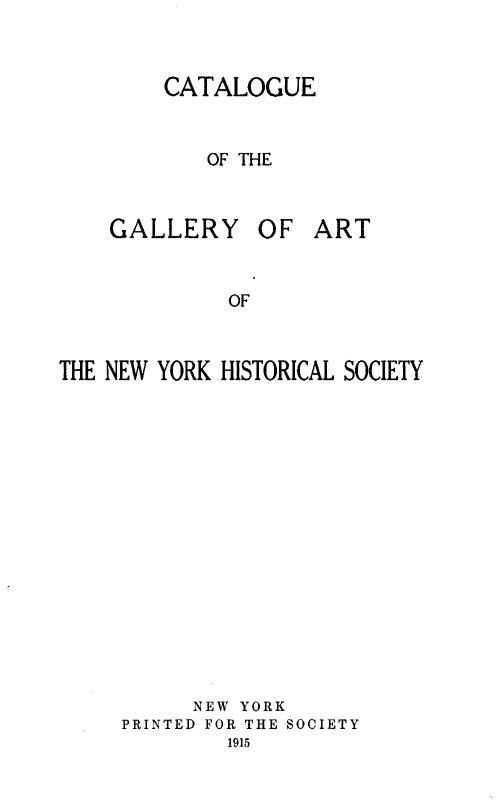 CATALOGUE
OF THE
GALLERY OF ART
OF
THE NEW YORK HISTORICAL SOCIETY
NEW YORK
PRINTED FOR THE SOCIETY
1915